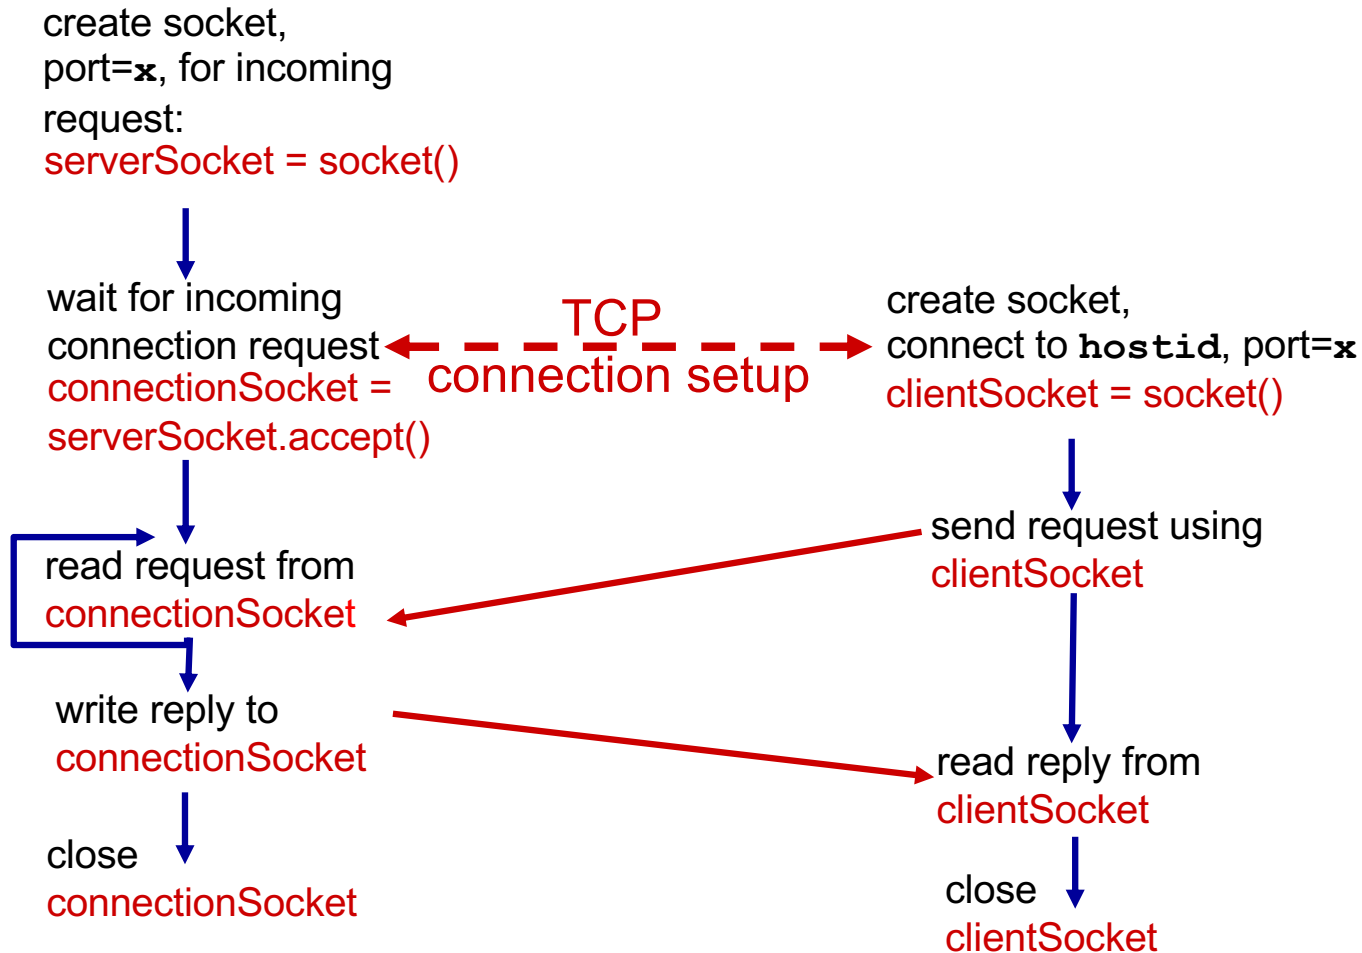 create socket,
port=x, for incoming
request:
serverSocket = socket()
wait for incoming
connection request
connectionSocket =
serverSocket.accept()
TCP
connection setup
create socket,
connect to hostid, port=x
clientSocket = socket()
send request using
clientSocket
read request from
connectionSocket
write reply to
connectionSocket
read reply from
clientSocket
close
connectionSocket
close
clientSocket